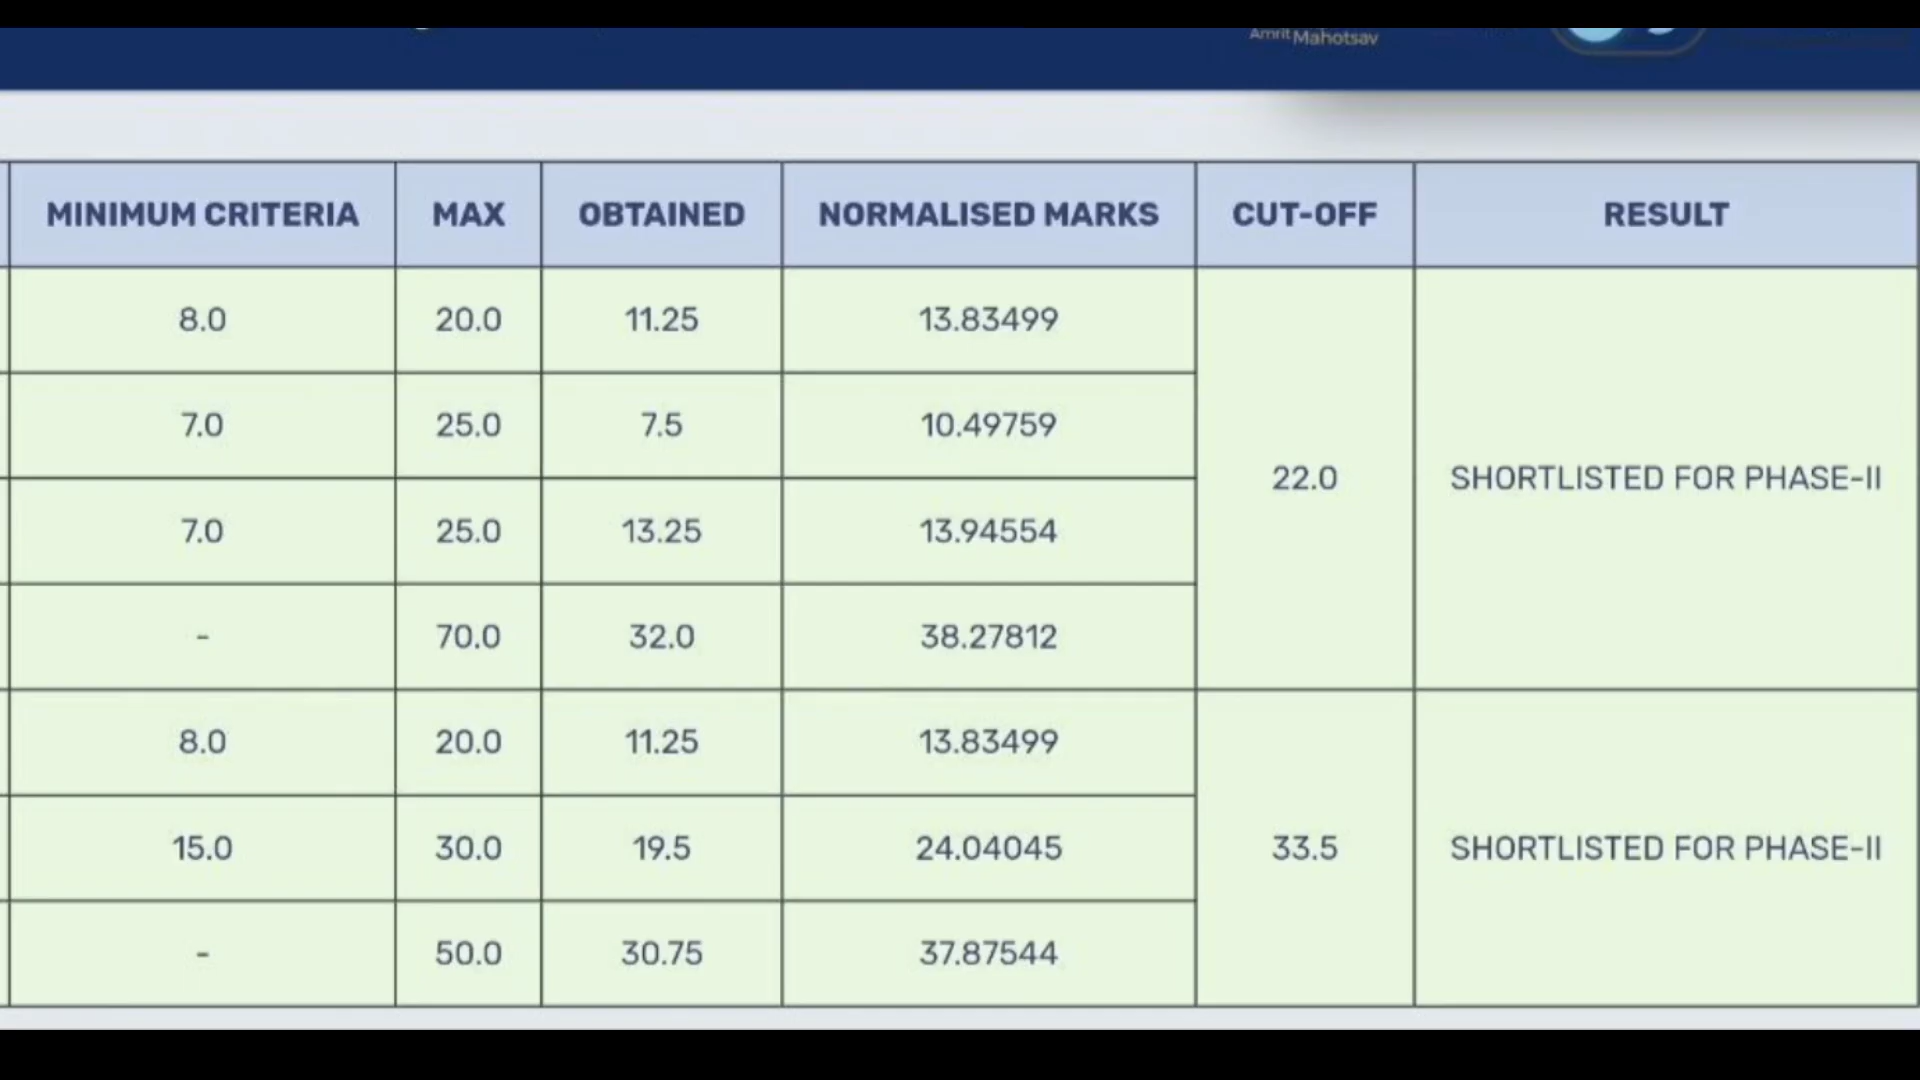 Amrit Mahotsav
MINIMUM CRITERIA MAX OBTAINED NORMALISED MARKS CUT-OFF RESULT
8.0 20.0 11.25 13.83499
7.0 25.0 7.5 10.49759
22.0 SHORTLISTED FOR PHASE-II
7.0 25.0 13.25 13.94554
- 70.0 32.0 38.27812
8.0 20.0 11.25 13.83499
15.0 30.0 19.5 24.04045 33.5 SHORTLISTED FOR PHASE-II
- 50.0 30.75 37.87544